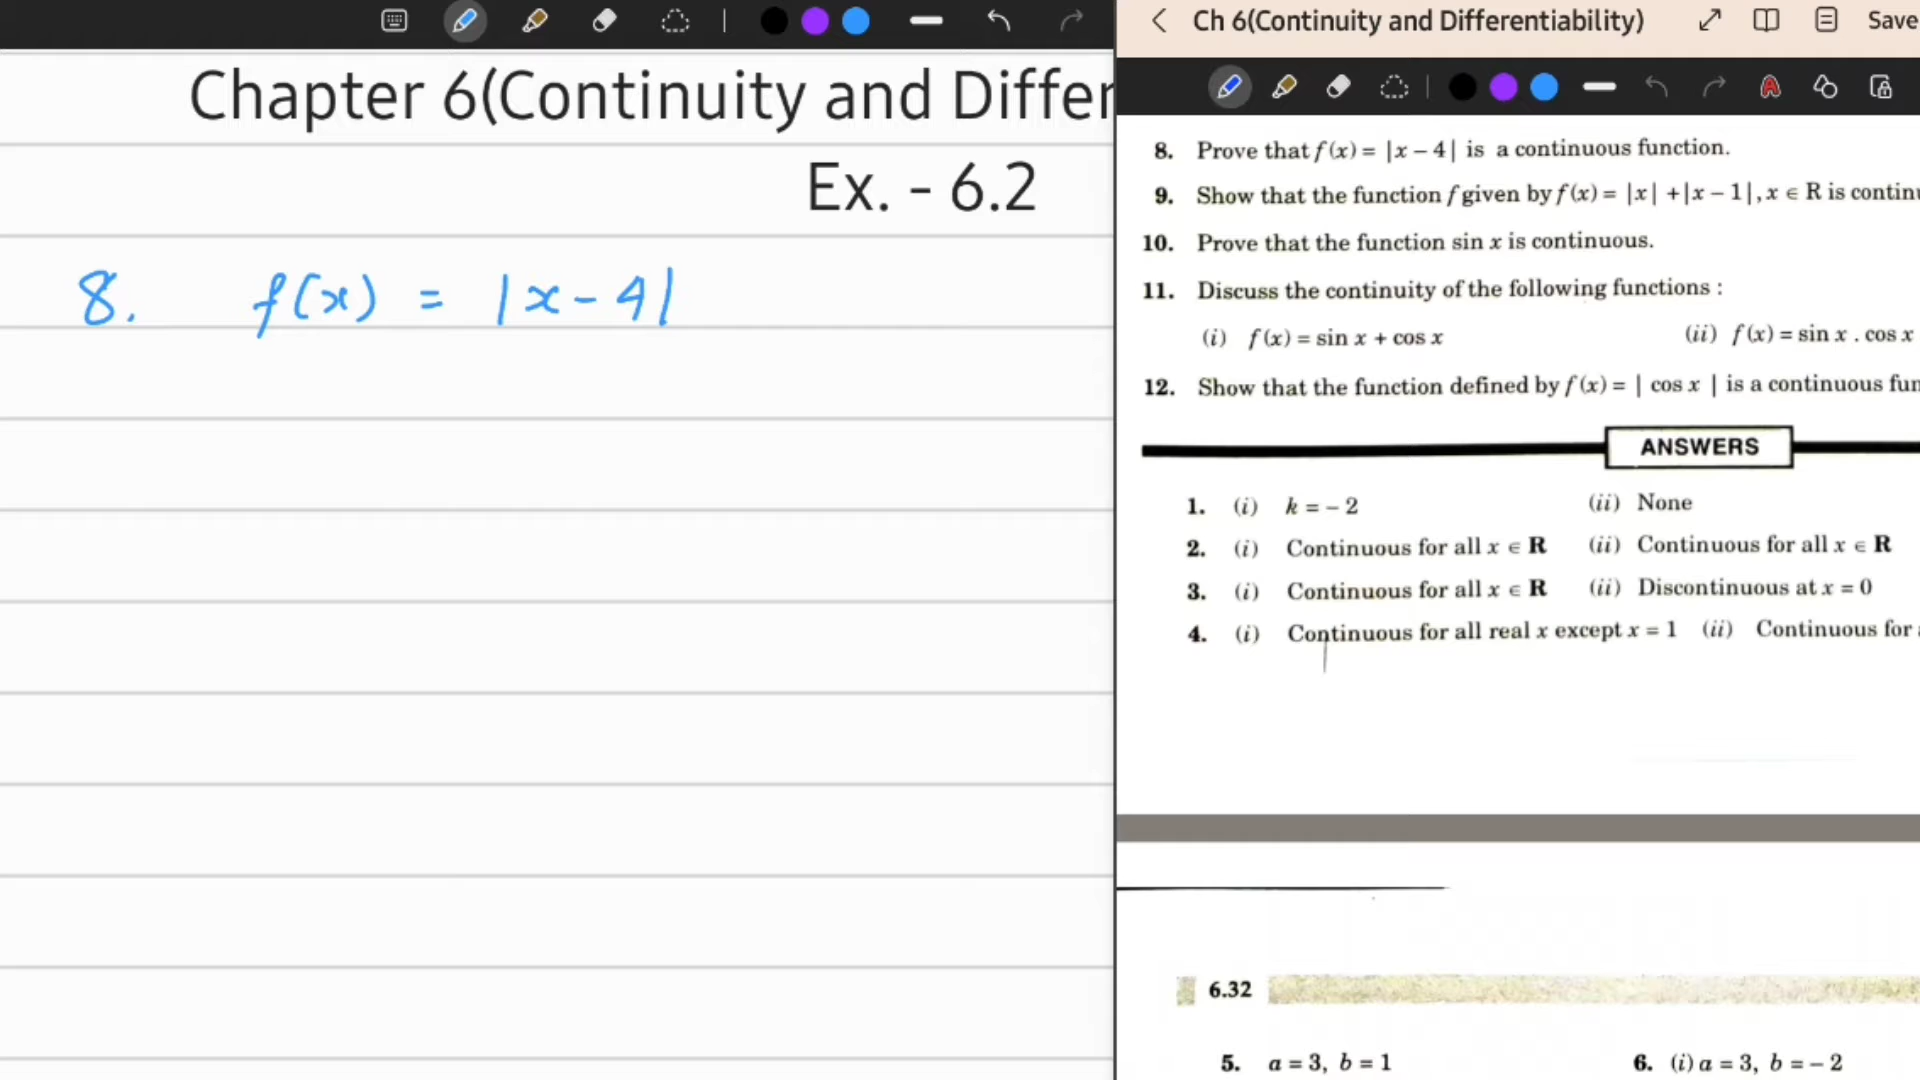 Chapter 6(Continuity and Differ
Ex. - 6.2
8. f(x) = |x-4|
Ch 6(Continuity and Differentiability)
Save
8. Prove that f(x) = |x – 4| is a continuous function.
9. Show that the function f given by f(x) = |x| + |x – 1|, x ∈ R is contin
10. Prove that the function sin x is continuous.
11. Discuss the continuity of the following functions :
(i) f(x) = sin x + cos x (ii) f(x) = sin x . cos x
12. Show that the function defined by f(x) = | cos x | is a continuous fun
ANSWERS
1. (i) k = – 2 (ii) None
2. (i) Continuous for all x ∈ R (ii) Continuous for all x ∈ R
3. (i) Continuous for all x ∈ R (ii) Discontinuous at x = 0
4. (i) Continuous for all real x except x = 1 (ii) Continuous for
6.32
5. a = 3, b = 1 6. (i) a = 3, b = – 2